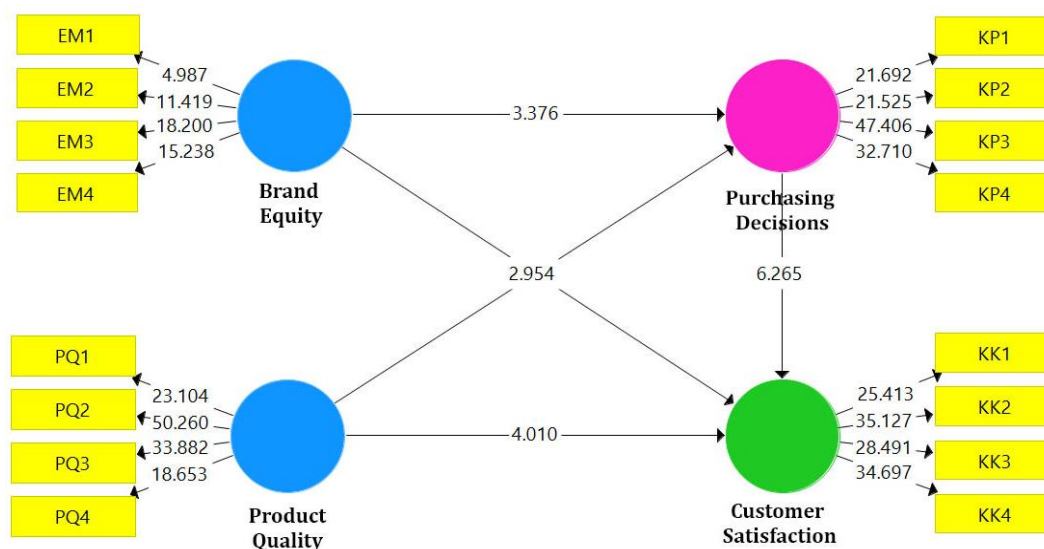 EM1
EM2
EM3
EM4
4.987
11.419
18.200
15.238
Brand
Equity
3.376
Purchasing
Decisions
21.692
21.525
47.406
32.710
KP1
KP2
KP3
KP4
2.954
6.265
PQ1
PQ2
PQ3
PQ4
23.104
50.260
33.882
18.653
Product
Quality
4.010
Customer
Satisfaction
25.413
35.127
28.491
34.697
KK1
KK2
KK3
KK4